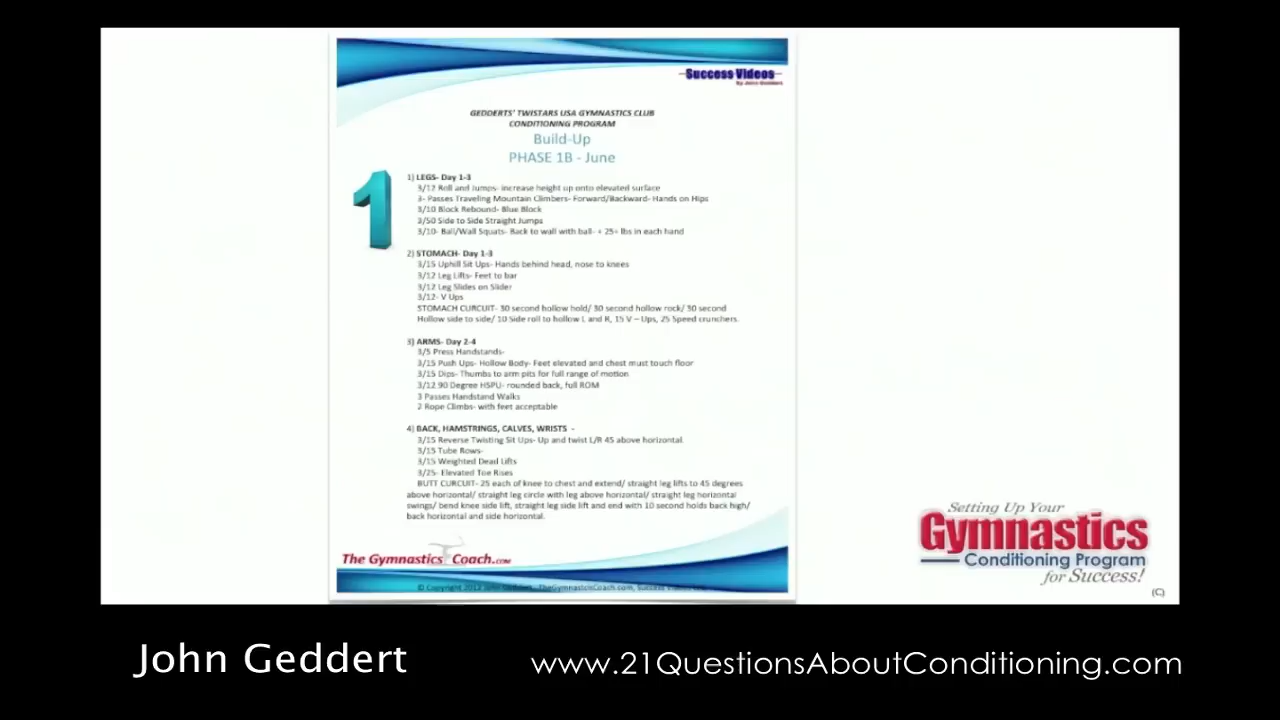 Success Videos
by John Geddert
GEDDERTS' TWISTARS USA GYMNASTICS CLUB
CONDITIONING PROGRAM
Build-Up
PHASE 1B - June
1
1) LEGS- Day 1-3
3/12 Roll and Jumps- increase height up onto elevated surface
3- Passes Traveling Mountain Climbers- Forward/Backward- Hands on Hips
3/10 Block Rebound- Blue Block
3/50 Side to Side Straight Jumps
3/10- Ball/Wall Squats- Back to wall with ball- + 25+ lbs in each hand
2) STOMACH- Day 1-3
3/15 Uphill Sit Ups- Hands behind head, nose to knees
3/12 Leg Lifts- Feet to bar
3/12 Leg Slides on Slider
3/12- V Ups
STOMACH CURCUIT- 30 second hollow hold/ 30 second hollow rock/ 30 second
Hollow side to side/ 10 Side roll to hollow L and R, 15 V – Ups, 25 Speed crunchers.
3) ARMS- Day 2-4
3/5 Press Handstands-
3/15 Push Ups- Hollow Body- Feet elevated and chest must touch floor
3/15 Dips- Thumbs to arm pits for full range of motion
3/12 90 Degree HSPU- rounded back, full ROM
3 Passes Handstand Walks
2 Rope Climbs- with feet acceptable
4) BACK, HAMSTRINGS, CALVES, WRISTS -
3/15 Reverse Twisting Sit Ups- Up and twist L/R 45 above horizontal
3/15 Tube Rows-
3/15 Weighted Dead Lifts
3/25- Elevated Toe Rises
BUTT CURCUIT- 25 each of knee to chest and extend/ straight leg lifts to 45 degrees
above horizontal/ straight leg circle with leg above horizontal/ straight leg horizontal
swings/ bend knee side lift, straight leg side lift and end with 10 second holds back high/
back horizontal and side horizontal.
The Gymnastics Coach.com
© Copyright John Geddert, TheGymnasticsCoach.com, Success Videos
Setting Up Your
Gymnastics
Conditioning Program
for Success!
(C)
John Geddert
www.21QuestionsAboutConditioning.com